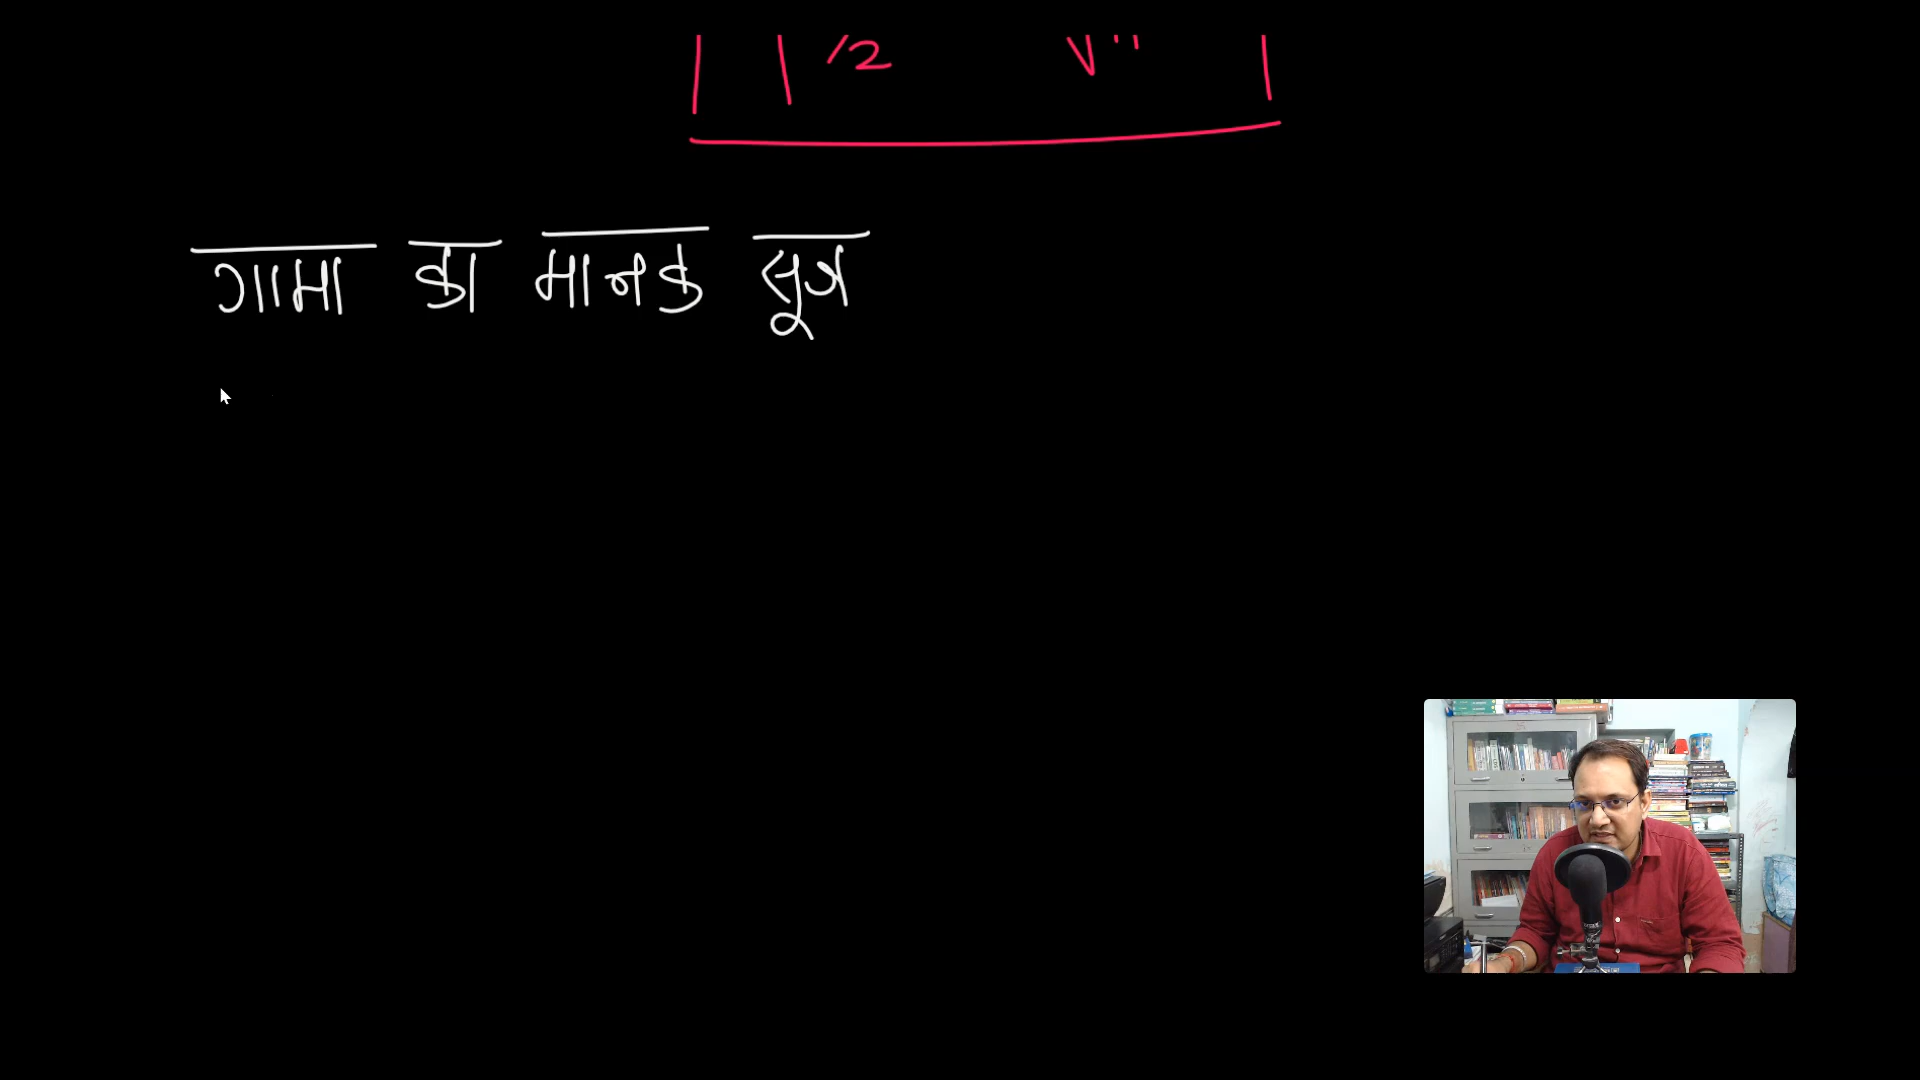 √π
गामा का मानक सूत्र